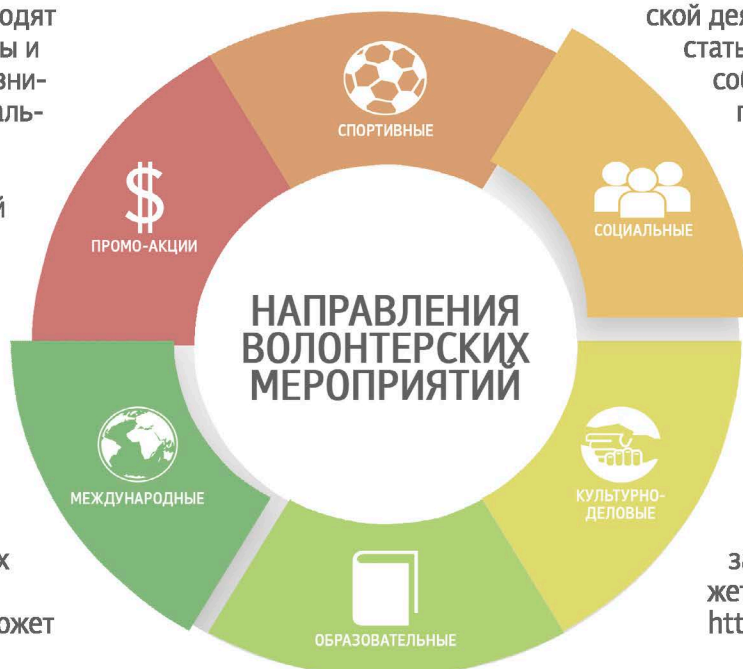 одят
ы и
зни-
аль-
й
х
ожет
ской дея
стать
соб
п
СПОРТИВНЫЕ
СОЦИАЛЬНЫЕ
ПРОМО-АКЦИИ
НАПРАВЛЕНИЯ
ВОЛОНТЕРСКИХ
МЕРОПРИЯТИЙ
МЕЖДУНАРОДНЫЕ
КУЛЬТУРНО-
ДЕЛОВЫЕ
ОБРАЗОВАТЕЛЬНЫЕ
за
жет
htt